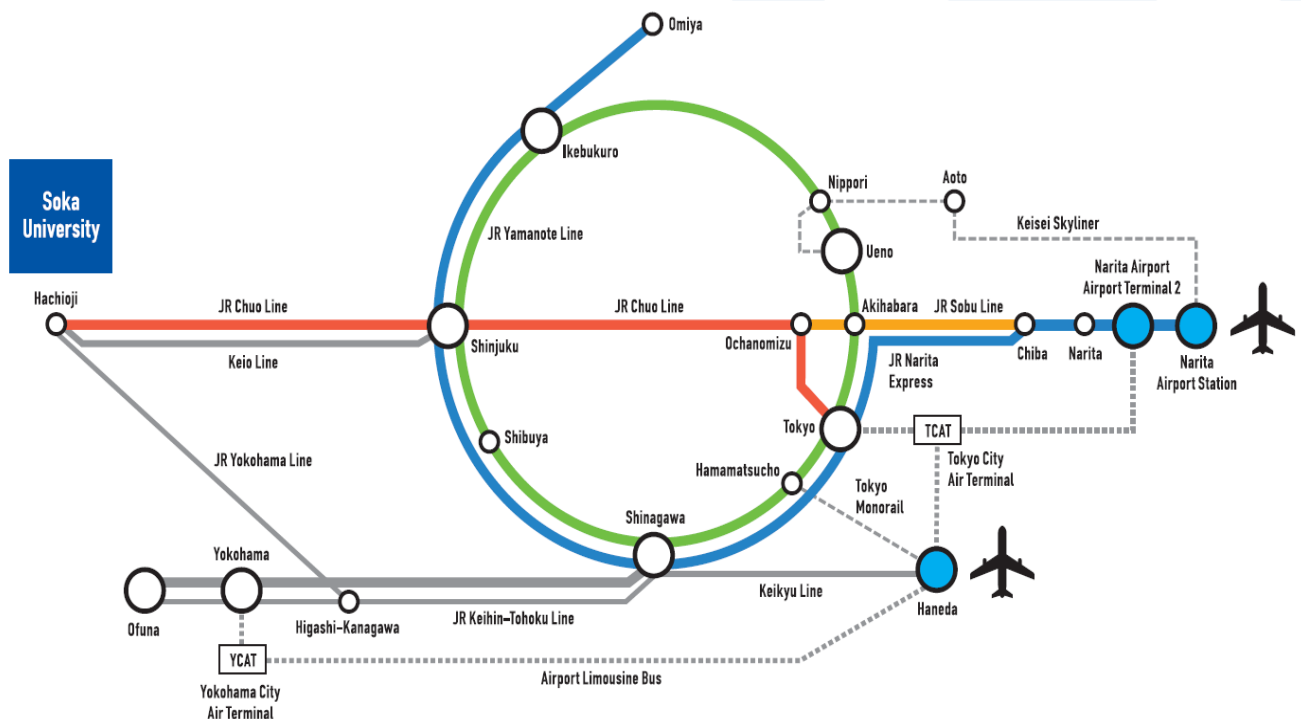 Omiya
Ikebukuro
Soka
University
Nippori
Aoto
JR Yamanote Line
Keisei Skyliner
Ueno
Narita Airport
Airport Terminal 2
Hachioji
JR Chuo Line
JR Chuo Line
Akihabara
JR Sobu Line
Shinjuku
Keio Line
Ochanomizu
JR Narita
Express
Chiba
Narita
Narita
Airport Station
Shibuya
Tokyo
TCAT
Tokyo City
Air Terminal
JR Yokohama Line
Hamamatsucho
Tokyo
Monorail
Shinagawa
Yokohama
Keikyu Line
Haneda
Ofuna
Higashi-Kanagawa
JR Keihin-Tohoku Line
YCAT
Yokohama City
Air Terminal
Airport Limousine Bus